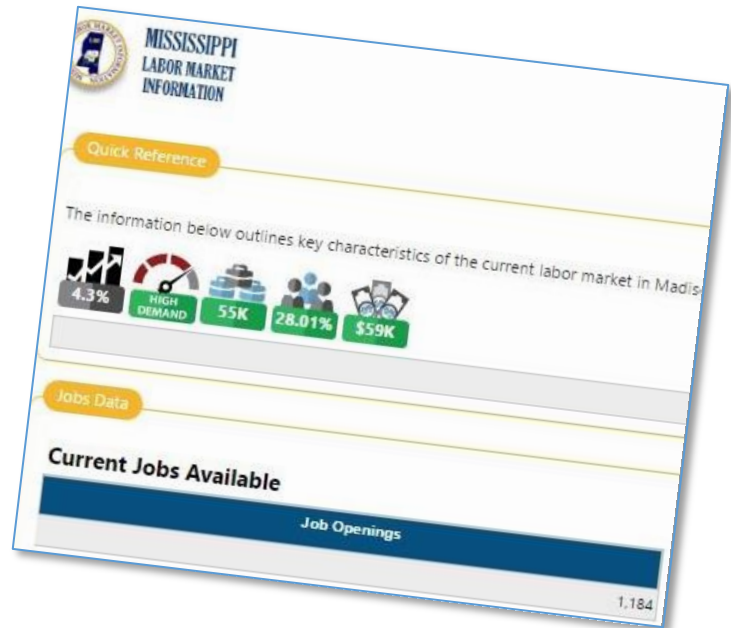 MISSISSIPPI
LABOR MARKET
INFORMATION
Quick Reference
The information below outlines key characteristics of the current labor market in Madis
4.3%
HIGH
DEMAND
55K
28.01%
$59K
Jobs Data
Current Jobs Available
Job Openings
1,184